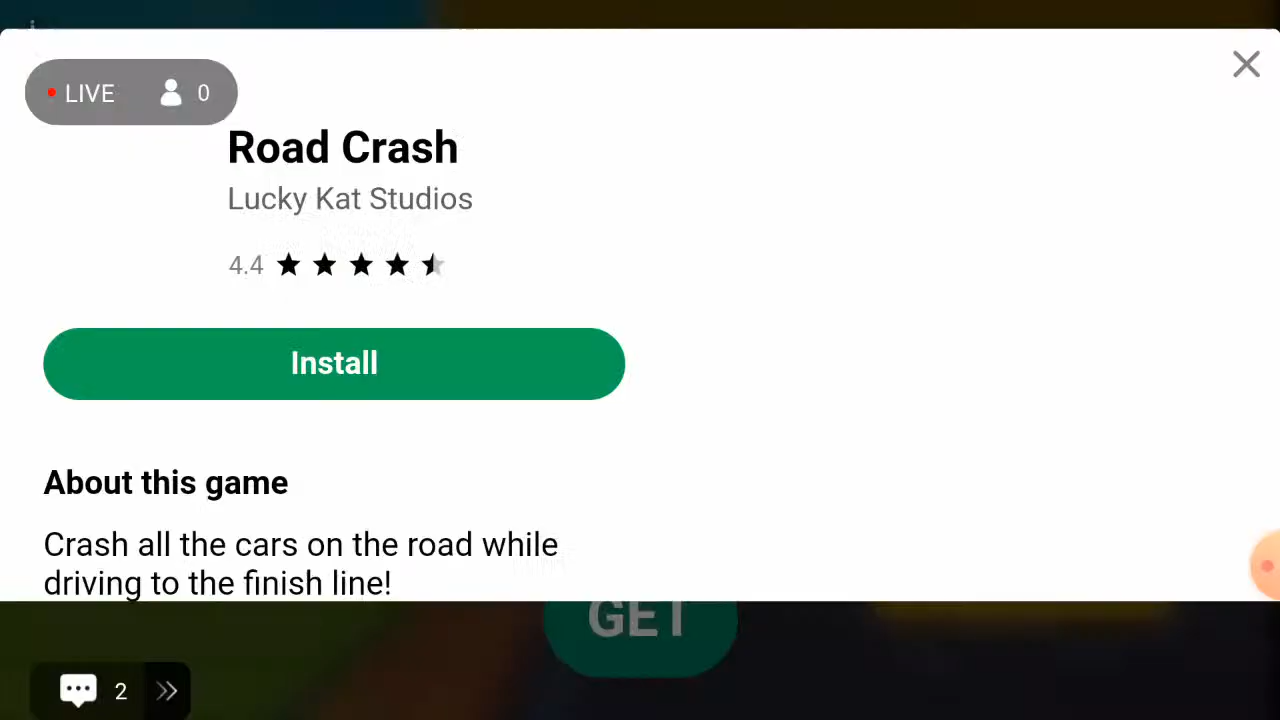 LIVE 0
Road Crash
Lucky Kat Studios
4.4
Install
About this game
Crash all the cars on the road while
driving to the finish line!
GET
2